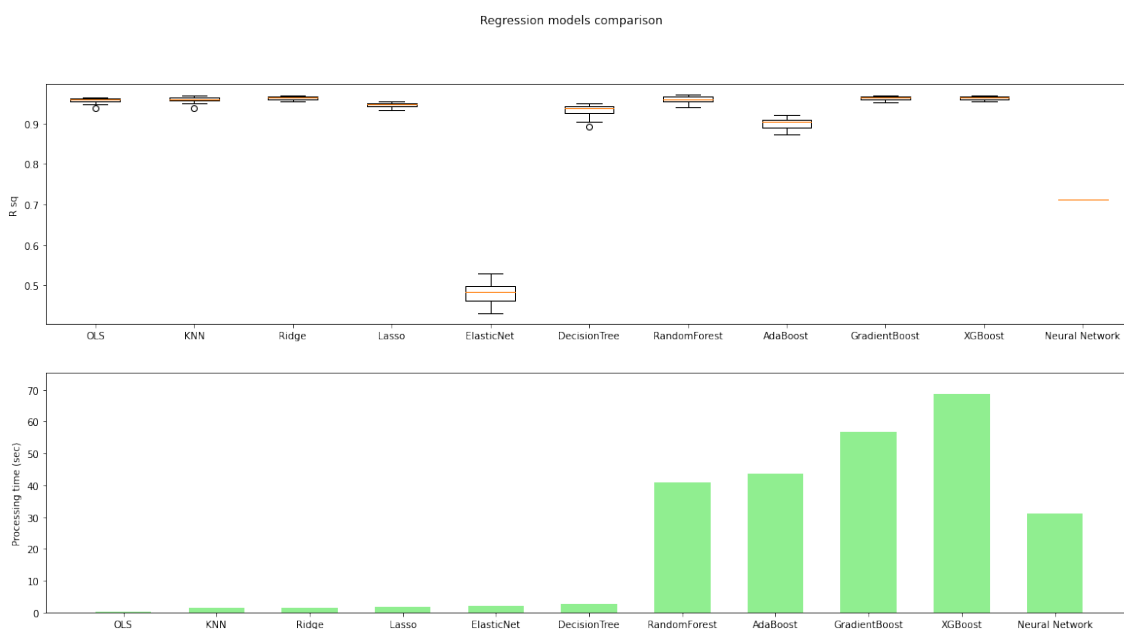 Regression models comparison
R sq
0.9
0.8
0.7
0.6
0.5
OLS KNN Ridge Lasso ElasticNet DecisionTree RandomForest AdaBoost GradientBoost XGBoost Neural Network
Processing time (sec)
70
60
50
40
30
20
10
0
OLS KNN Ridge Lasso ElasticNet DecisionTree RandomForest AdaBoost GradientBoost XGBoost Neural Network